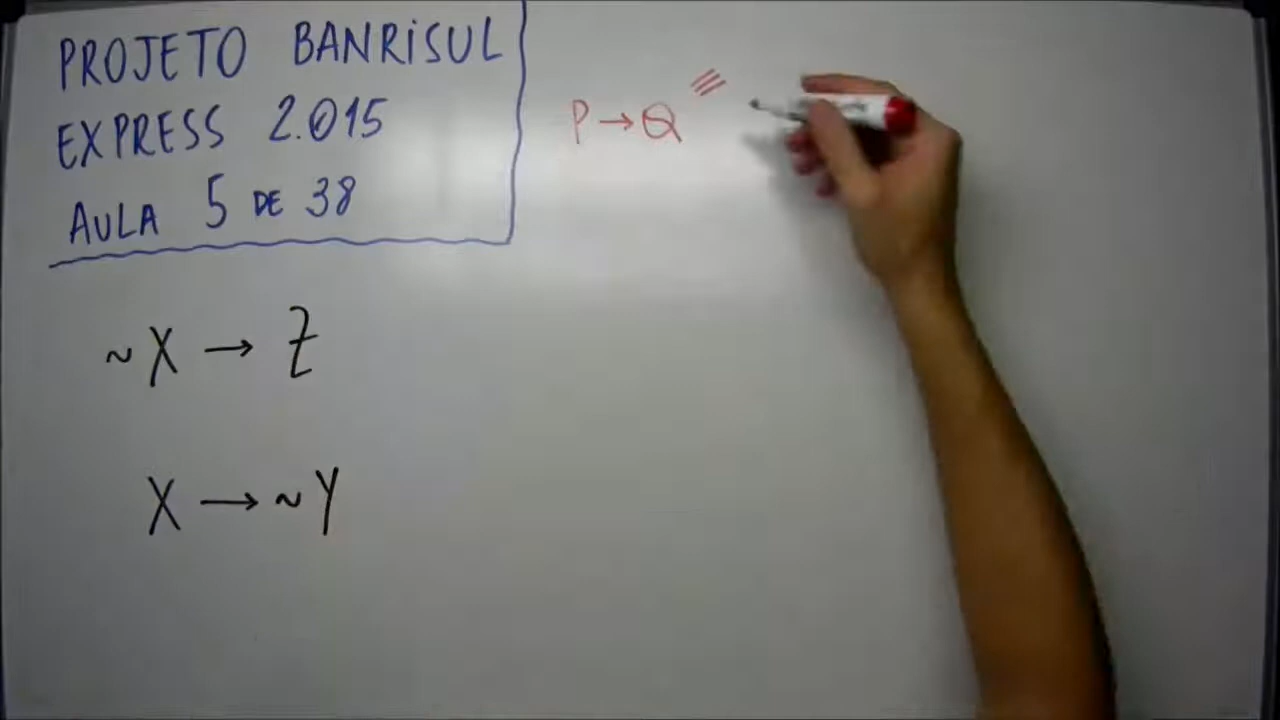 PROJETO BANRiSUL
EXPRESS 2.015
AULA 5 DE 38
P → Q ≡
~X → Z
X → ~Y